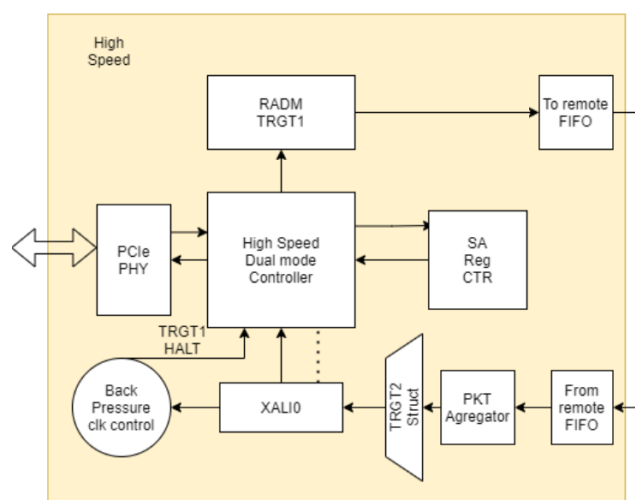 High
Speed
RADM
TRGT1
To remote
FIFO
PCIe
PHY
High Speed
Dual mode
Controller
SA
Reg
CTR
TRGT1
HALT
Back
Pressure
clk control
XALI0
TRGT2
Struct
PKT
Agregator
From
remote
FIFO